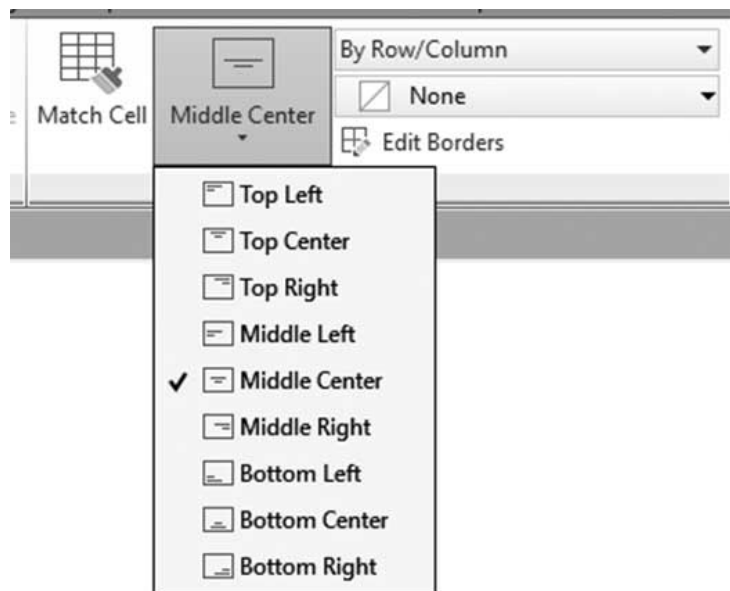 Match Cell
Middle Center
By Row/Column
None
Edit Borders
Top Left
Top Center
Top Right
Middle Left
Middle Center
Middle Right
Bottom Left
Bottom Center
Bottom Right